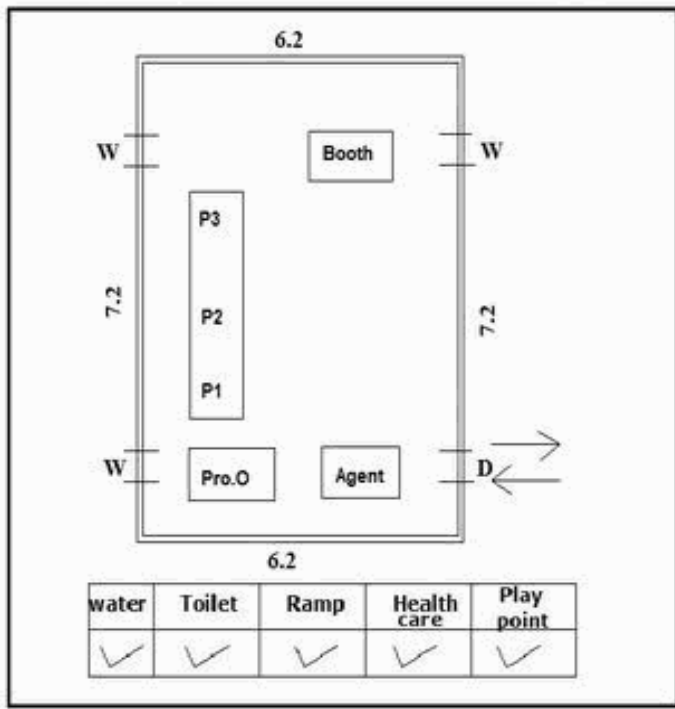 6.2
W
Booth
W
P3
7.2
P2
7.2
P1
W
Pro.O
Agent
D
6.2
water Toilet Ramp Health care Play point